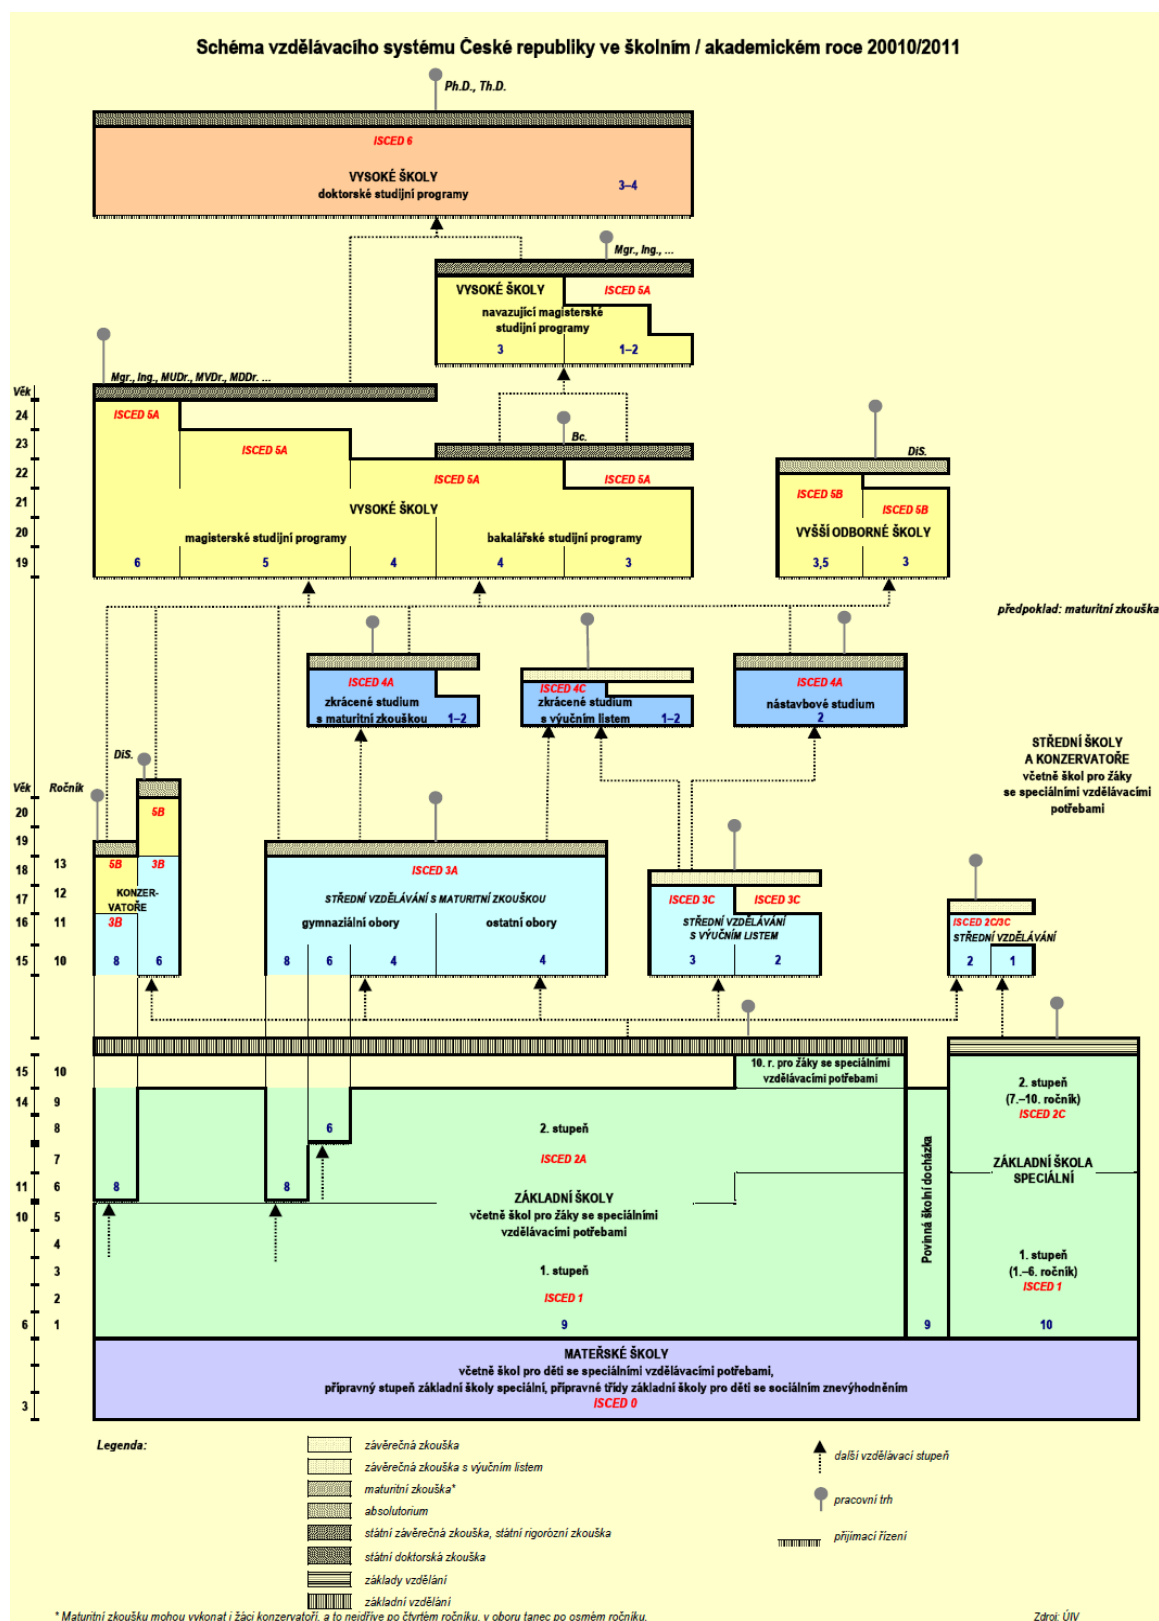 Schéma vzdělávacího systému České republiky ve školním / akademickém roce 20010/2011
Ph.D., Th.D.
ISCED 6
VYSOKÉ ŠKOLY
doktorské studijní programy
3–4
Mgr., Ing., ...
VYSOKÉ ŠKOLY
ISCED 5A
navazující magisterské
studijní programy
3
1–2
Mgr., Ing., MUDr., MVDr., MDDr. ...
Věk
24
23
22
21
20
19
ISCED 5A
ISCED 5A
Bc.
ISCED 5A
ISCED 5A
VYSOKÉ ŠKOLY
magisterské studijní programy
bakalářské studijní programy
6
5
4
4
3
DiS.
ISCED 5B
ISCED 5B
VYŠŠÍ ODBORNÉ ŠKOLY
3,5
3
předpoklad: maturitní zkouška
ISCED 4A
zkrácené studium
s maturitní zkouškou
1–2
ISCED 4C
zkrácené studium
s výučním listem
1–2
ISCED 4A
nástavbové studium
2
STŘEDNÍ ŠKOLY
A KONZERVATOŘE
včetně škol pro žáky
se speciálními vzdělávacími
potřebami
DiS.
Věk
Ročník
20
19
18
13
17
12
16
11
15
10
5B
5B
3B
KONZER-
VATOŘE
3B
8
6
ISCED 3A
STŘEDNÍ VZDĚLÁVÁNÍ S MATURITNÍ ZKOUŠKOU
gymnaziální obory
ostatní obory
8
6
4
4
ISCED 3C
ISCED 3C
STŘEDNÍ VZDĚLÁVÁNÍ
S VÝUČNÍM LISTEM
3
2
ISCED 2C/3C
STŘEDNÍ VZDĚLÁVÁNÍ
2
1
15
10
14
9
8
7
11
6
10
5
4
3
2
6
1
3
10. r. pro žáky se speciálními
vzdělávacími potřebami
6
8
8
2. stupeň
ISCED 2A
ZÁKLADNÍ ŠKOLY
včetně škol pro žáky se speciálními
vzdělávacími potřebami
1. stupeň
ISCED 1
9
Povinná školní docházka
9
2. stupeň
(7.–10. ročník)
ISCED 2C
ZÁKLADNÍ ŠKOLA
SPECIÁLNÍ
1. stupeň
(1.–6. ročník)
ISCED 1
10
MATEŘSKÉ ŠKOLY
včetně škol pro děti se speciálními vzdělávacími potřebami,
přípravný stupeň základní školy speciální, přípravné třídy základní školy pro děti se sociálním znevýhodněním
ISCED 0
Legenda:
závěrečná zkouška
závěrečná zkouška s výučním listem
maturitní zkouška*
absolutorium
státní závěrečná zkouška, státní rigorózní zkouška
státní doktorská zkouška
základy vzdělání
základní vzdělání
další vzdělávací stupeň
pracovní trh
přijímací řízení
* Maturitní zkoušku mohou vykonat i žáci konzervatoří, a to nejdříve po čtvrtém ročníku, v oboru tanec po osmém ročníku.
Zdroj: ÚIV